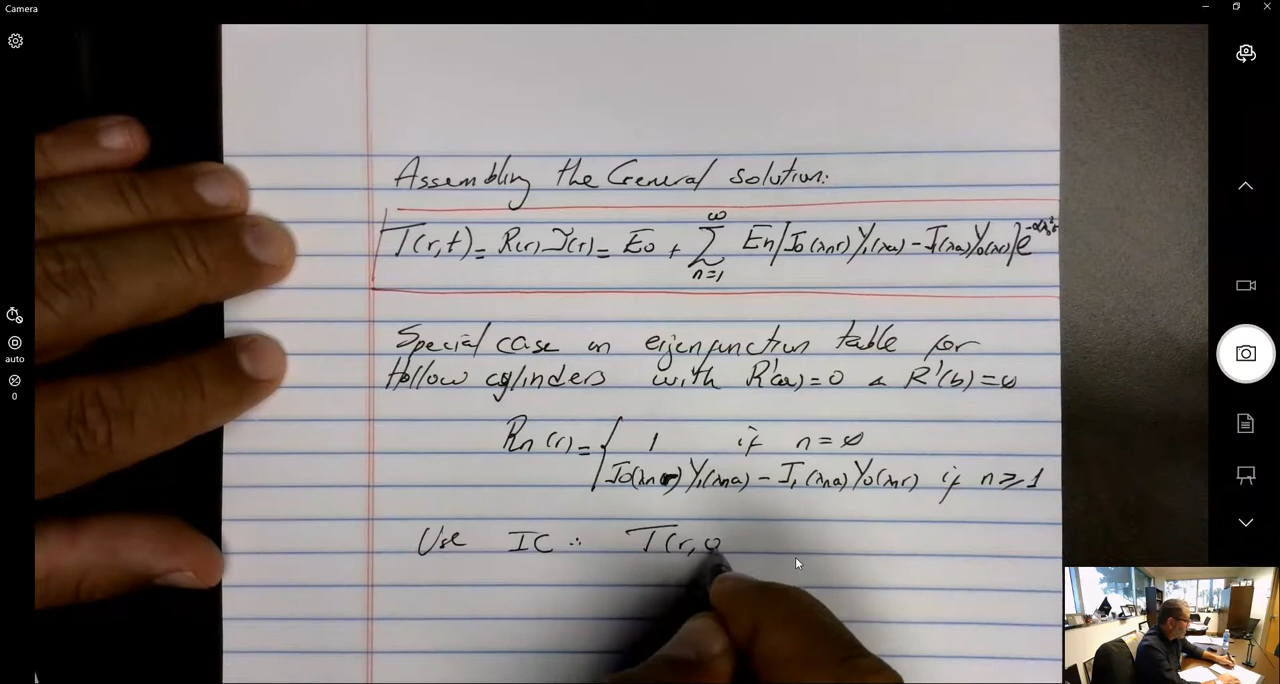 Camera
Assembling the General solution:
T(r,t) = R(r) T(r) = E0 + ∞ Σ n=1 En[J0(λnr)Y1(λna) - J1(λna)Y0(λnr)]e^-αλn²t
Special case on eigenfunction table for
Hollow cylinders with R'(a)=0 & R'(b)=0
Rn(r) = { 1 if n = 0
J0(λnr)Y1(λna) - J1(λna)Y0(λnr) if n ≥ 1
Use IC : T(r,0
auto
0